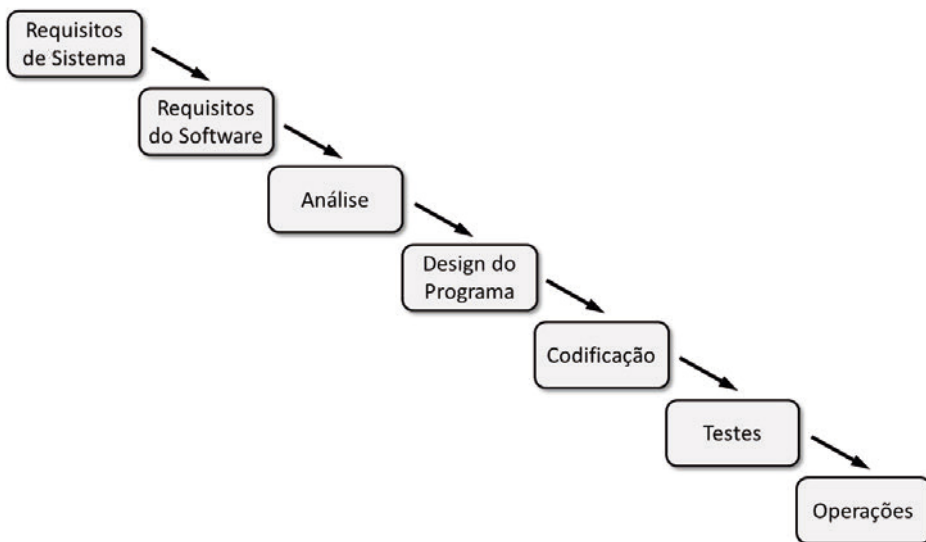 Requisitos
de Sistema
Requisitos
do Software
Análise
Design do
Programa
Codificação
Testes
Operações